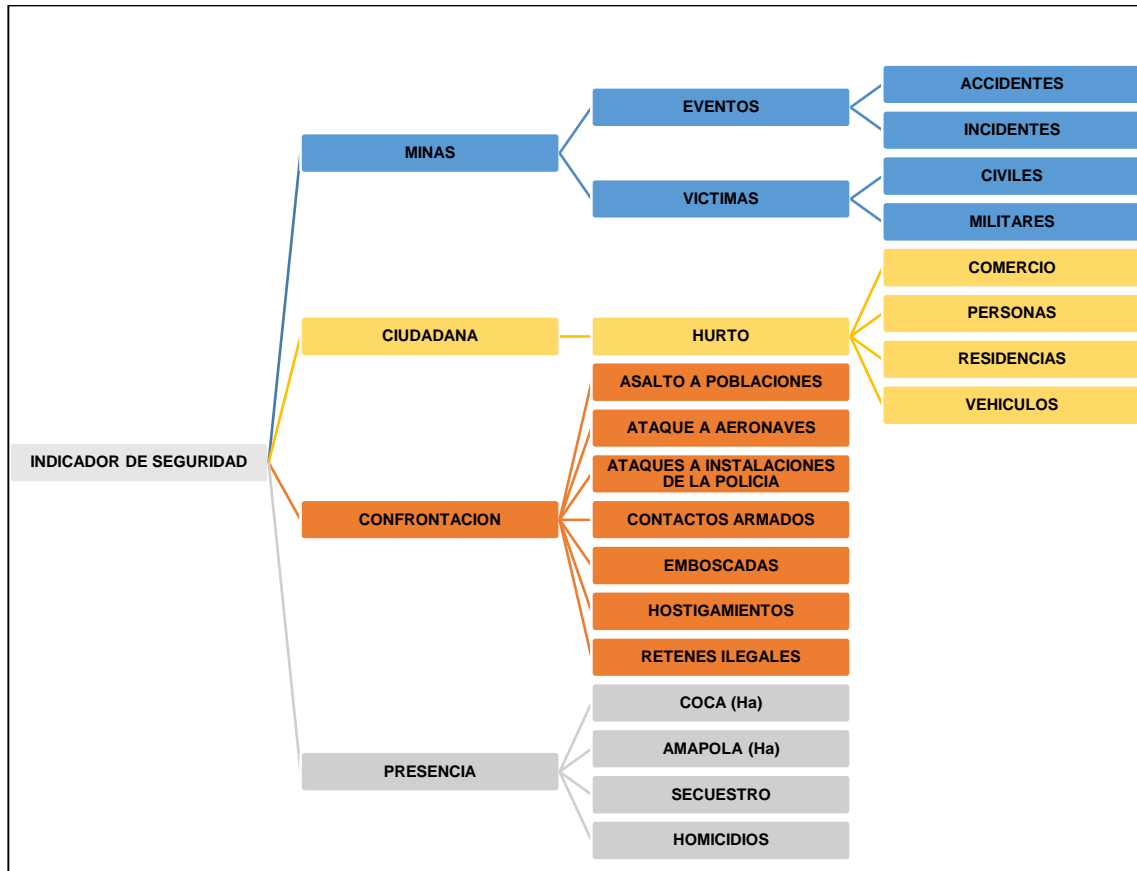 INDICADOR DE SEGURIDAD
MINAS
EVENTOS
ACCIDENTES
INCIDENTES
VICTIMAS
CIVILES
MILITARES
CIUDADANA
HURTO
COMERCIO
PERSONAS
RESIDENCIAS
VEHICULOS
CONFRONTACION
ASALTO A POBLACIONES
ATAQUE A AERONAVES
ATAQUES A INSTALACIONES
DE LA POLICIA
CONTACTOS ARMADOS
EMBOSCADAS
HOSTIGAMIENTOS
RETENES ILEGALES
PRESENCIA
COCA (Ha)
AMAPOLA (Ha)
SECUESTRO
HOMICIDIOS